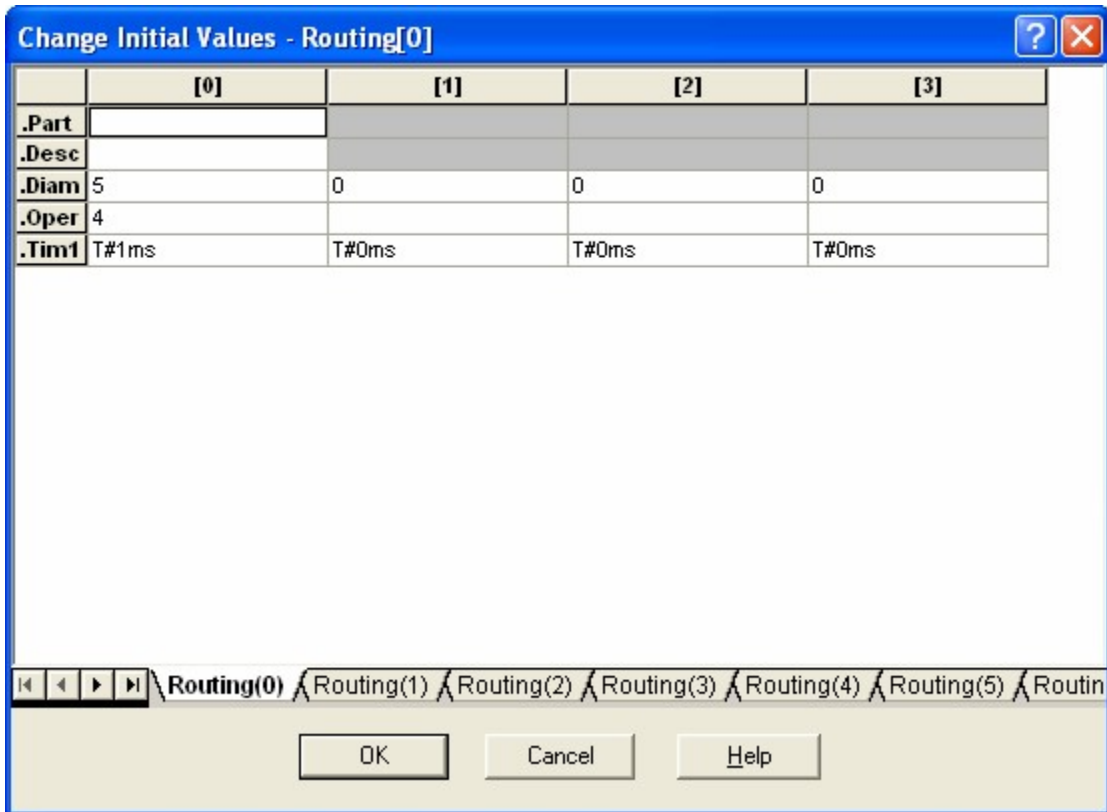 Change Initial Values - Routing[0]
[0] [1] [2] [3]
.Part
.Desc
.Diam 5 0 0 0
.Oper 4
.Tim1 T#1ms T#0ms T#0ms T#0ms
Routing(0) Routing(1) Routing(2) Routing(3) Routing(4) Routing(5) Routin
OK Cancel Help